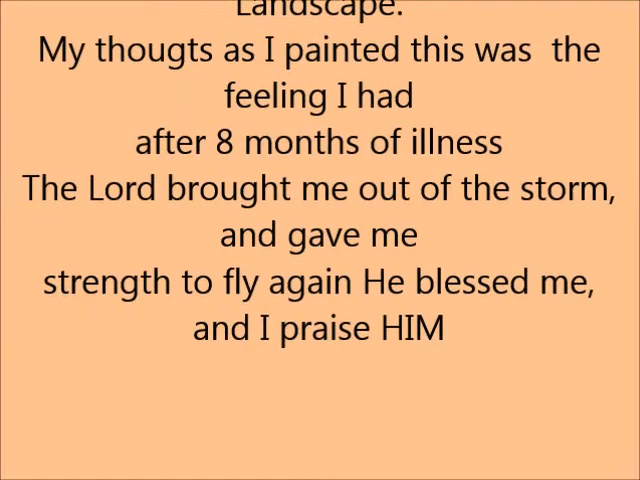 Landscape.
My thougts as I painted this was  the
feeling I had
after 8 months of illness
The Lord brought me out of the storm,
and gave me
strength to fly again He blessed me,
and I praise HIM